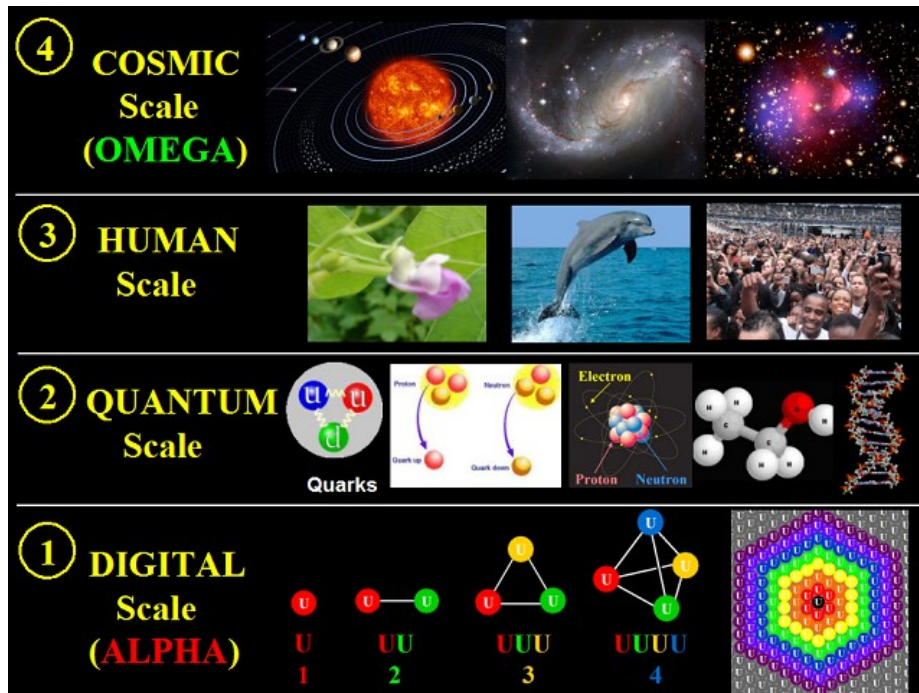 4
COSMIC
Scale
(OMEGA)
3
HUMAN
Scale
2
QUANTUM
Scale
u u
d
Quarks
Proton
Neutron
Quark up
Quark down
Electron
Proton Neutron
H H
C
C
H
H H
H
1
DIGITAL
Scale
(ALPHA)
U
U
1
U U
UU
2
U
U U
UUU
3
U
U U
U
UUUU
4
U